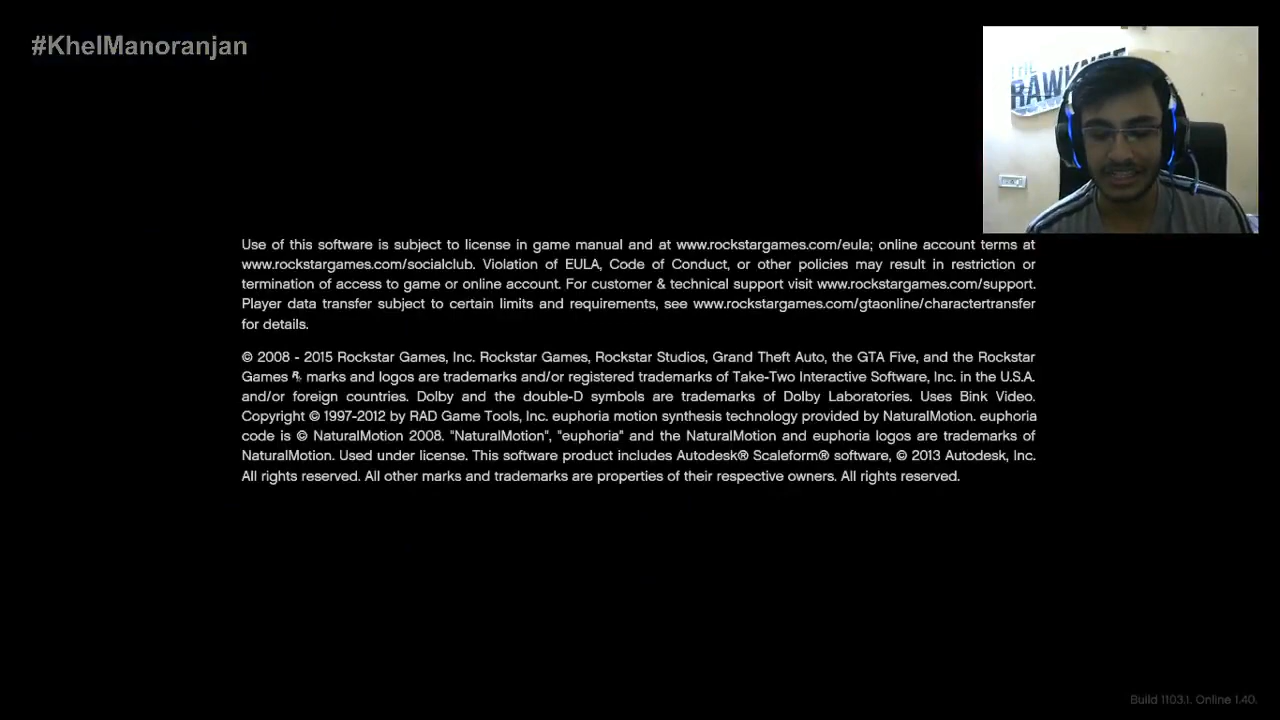 #KhelManoranjan
THE
RAWKNEE
Use of this software is subject to license in game manual and at www.rockstargames.com/eula; online account terms at
www.rockstargames.com/socialclub. Violation of EULA, Code of Conduct, or other policies may result in restriction or
termination of access to game or online account. For customer & technical support visit www.rockstargames.com/support.
Player data transfer subject to certain limits and requirements, see www.rockstargames.com/gtaonline/charactertransfer
for details.
© 2008 - 2015 Rockstar Games, Inc. Rockstar Games, Rockstar Studios, Grand Theft Auto, the GTA Five, and the Rockstar
Games R* marks and logos are trademarks and/or registered trademarks of Take-Two Interactive Software, Inc. in the U.S.A.
and/or foreign countries. Dolby and the double-D symbols are trademarks of Dolby Laboratories. Uses Bink Video.
Copyright © 1997-2012 by RAD Game Tools, Inc. euphoria motion synthesis technology provided by NaturalMotion. euphoria
code is © NaturalMotion 2008. "NaturalMotion", "euphoria" and the NaturalMotion and euphoria logos are trademarks of
NaturalMotion. Used under license. This software product includes Autodesk® Scaleform® software, © 2013 Autodesk, Inc.
All rights reserved. All other marks and trademarks are properties of their respective owners. All rights reserved.
Build 1103.1. Online 1.40.